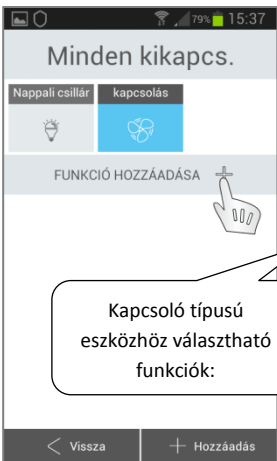 79% 15:37
Minden kikapcs.
Nappali csillár kapcsolás
FUNKCIÓ HOZZÁADÁSA
Kapcsoló típusú
eszközhöz választható
funkciók:
Vissza Hozzáadás